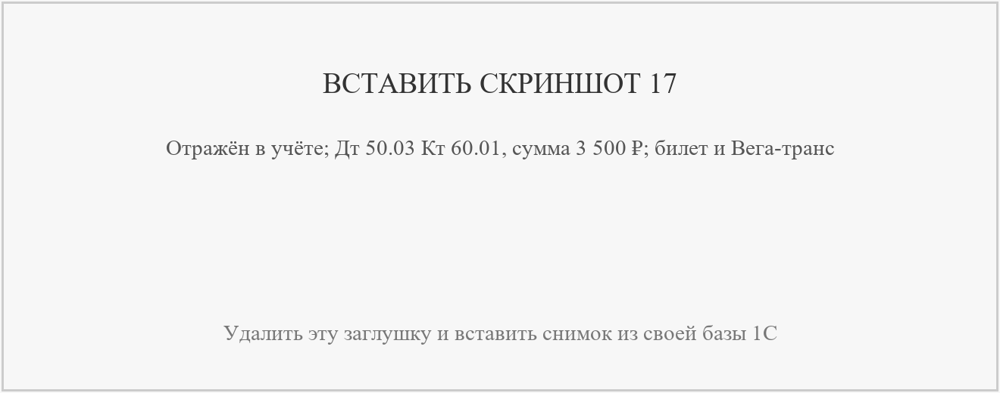 ВСТАВИТЬ СКРИНШОТ 17
Отражён в учёте; Дт 50.03 Кт 60.01, сумма 3 500 ₽; билет и Вега-транс
Удалить эту заглушку и вставить снимок из своей базы 1С